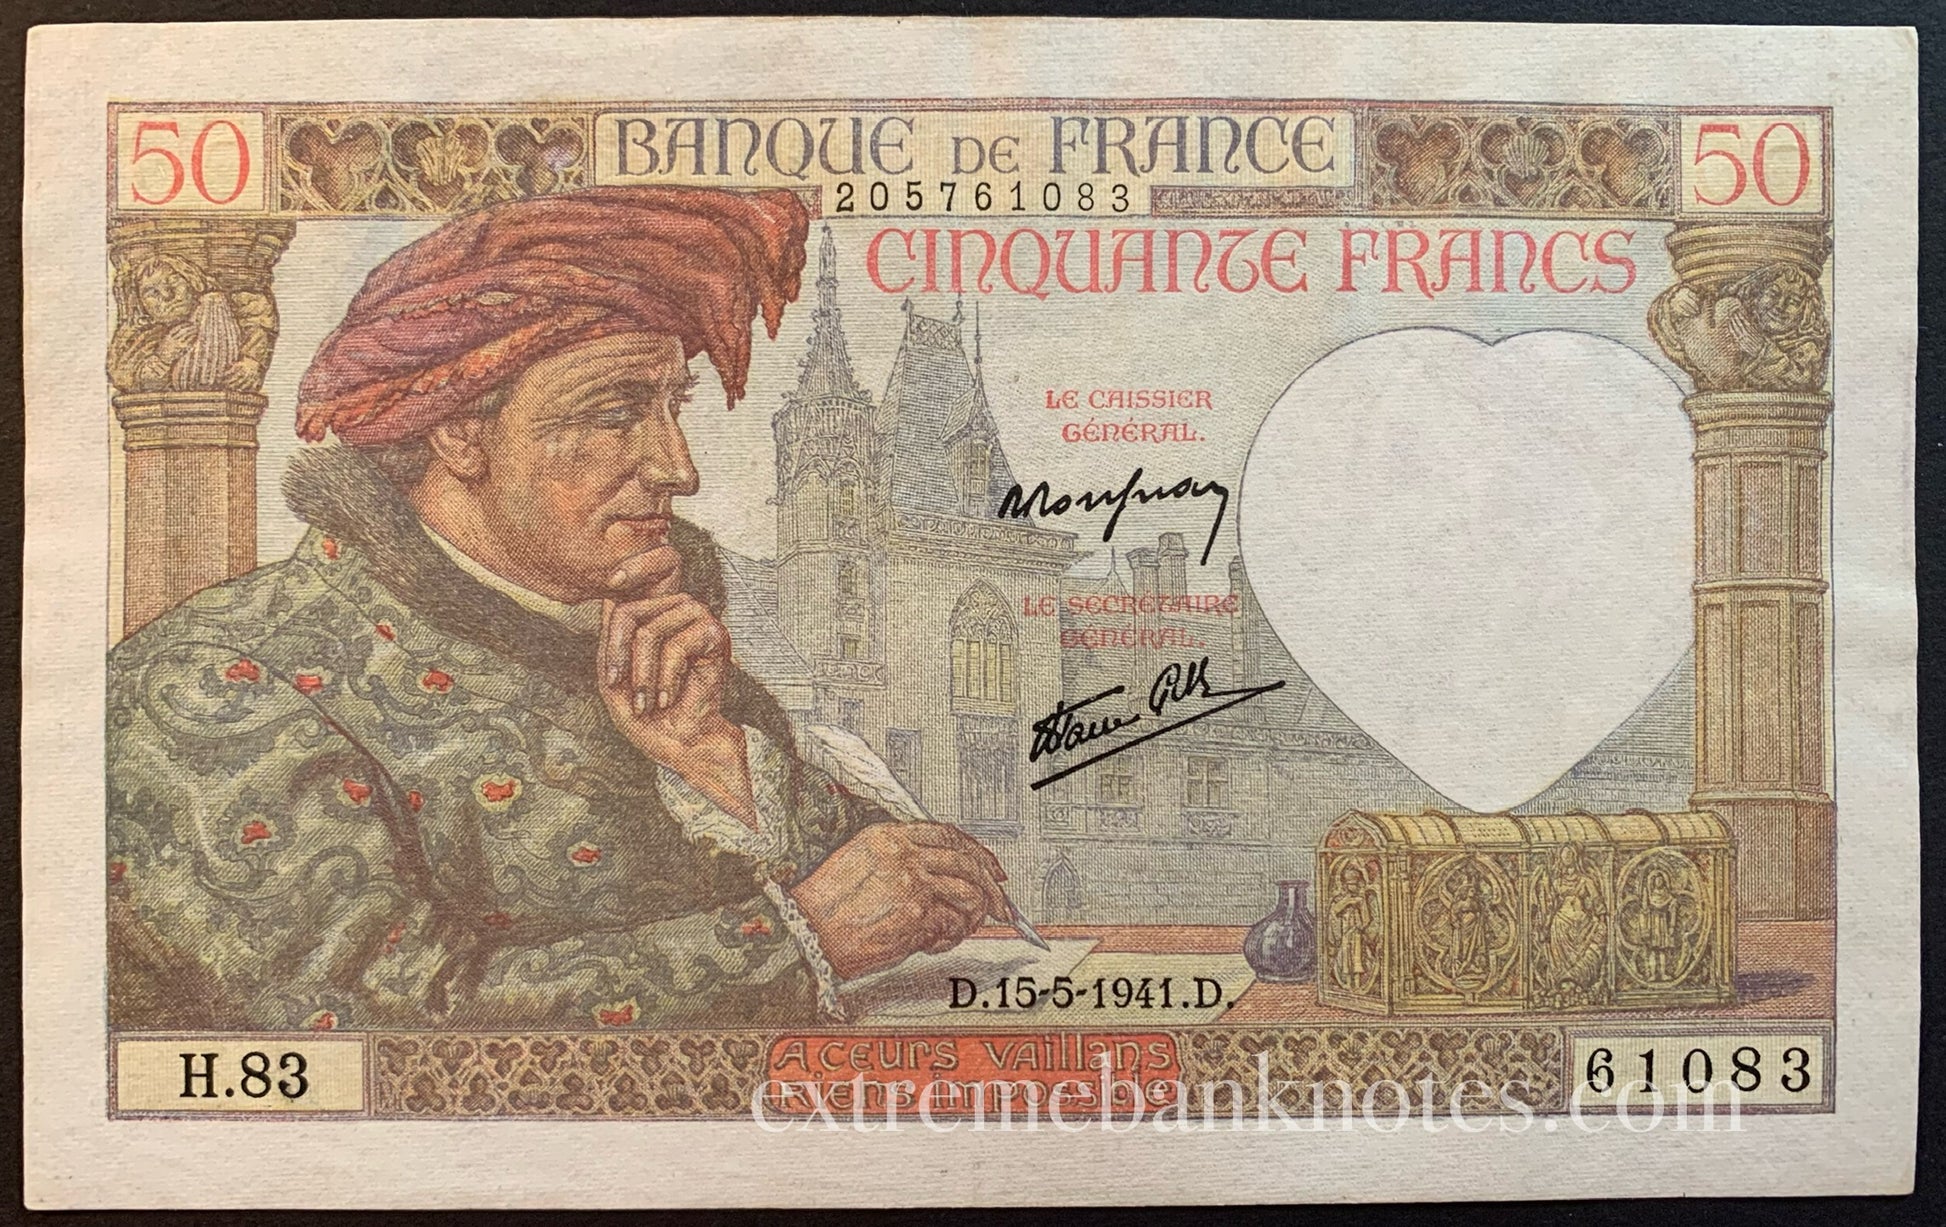 50 BANQUE DE FRANCE 50
205761083
CINQUANTE FRANCS
LE CAISSIER
GÉNÉRAL.
LE SECRÉTAIRE
GÉNÉRAL.
D.15-5-1941.D.
H.83
A CŒURS VAILLANS
RIENS IMPOSSIBLE
61083
extremebanknotes.com